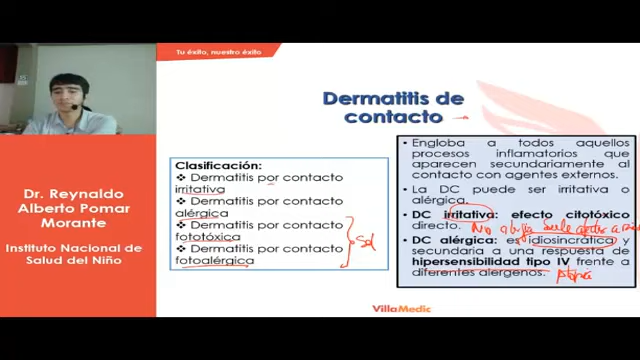 Tu éxito, nuestro éxito
Dermatitis de
contacto
Clasificación:
❖ Dermatitis por contacto
irritativa
❖ Dermatitis por contacto
alérgica
❖ Dermatitis por contacto
fototóxica
❖ Dermatitis por contacto
fotoalérgica
Sol
• Engloba a todos aquellos
procesos inflamatorios que
aparecen secundariamente al
contacto con agentes externos.
• La DC puede ser irritativa o
alérgica.
• DC irritativa: efecto citotóxico
directo.
• DC alérgica: es idiosincrática y
secundaria a una respuesta de
hipersensibilidad tipo IV frente a
diferentes alergenos.
Dr. Reynaldo
Alberto Pomar
Morante
Instituto Nacional de
Salud del Niño
VillaMedic